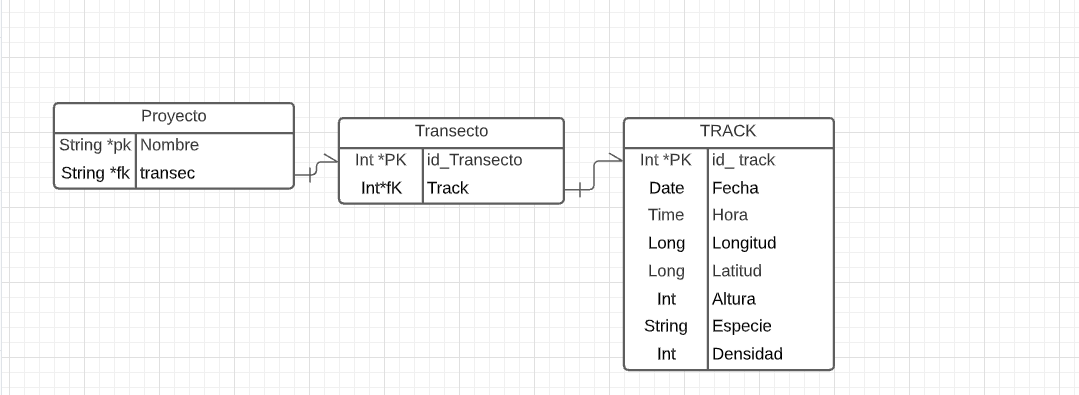 Proyecto
String *pk Nombre
String *fk transec
Transecto
Int *PK id_Transecto
Int*fK Track
TRACK
Int *PK id_ track
Date Fecha
Time Hora
Long Longitud
Long Latitud
Int Altura
String Especie
Int Densidad